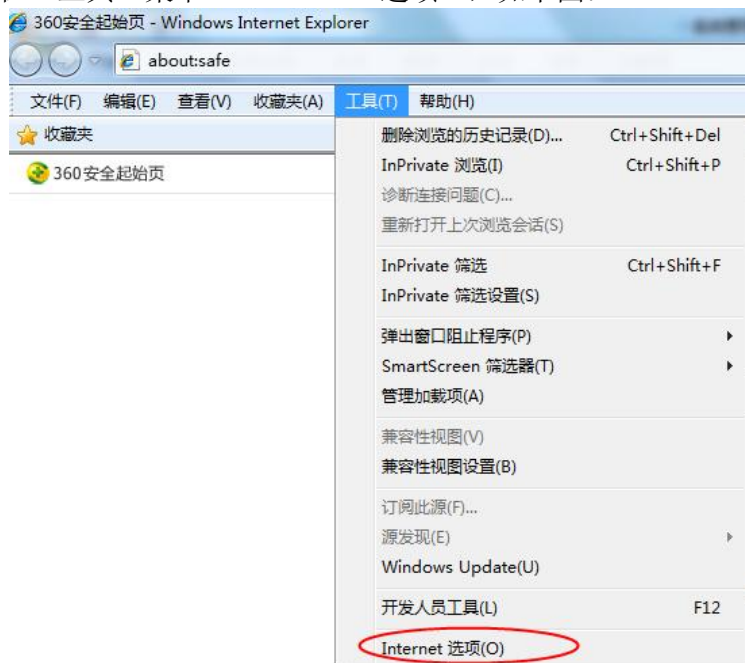 360安全起始页 - Windows Internet Explorer
about:safe
文件(F) 编辑(E) 查看(V) 收藏夹(A) 工具(T) 帮助(H)
收藏夹
360安全起始页
删除浏览的历史记录(D)... Ctrl+Shift+Del
InPrivate 浏览(I) Ctrl+Shift+P
诊断连接问题(C)...
重新打开上次浏览会话(S)
InPrivate 筛选 Ctrl+Shift+F
InPrivate 筛选设置(S)
弹出窗口阻止程序(P)
SmartScreen 筛选器(T)
管理加载项(A)
兼容性视图(V)
兼容性视图设置(B)
订阅此源(F)...
源发现(E)
Windows Update(U)
开发人员工具(L) F12
Internet 选项(O)